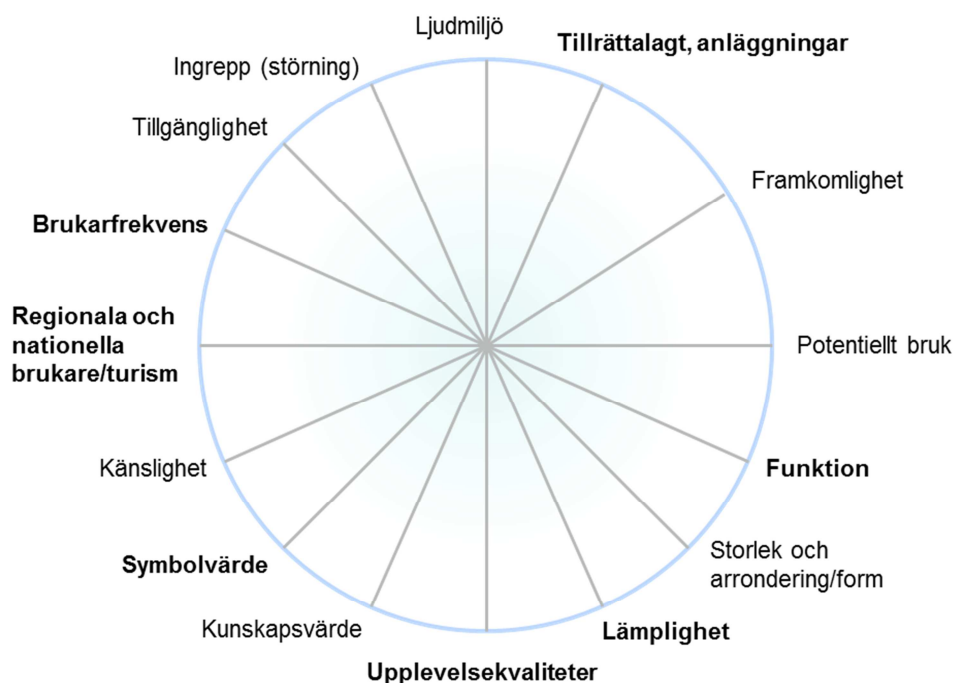 Ljudmiljö
Tillrättalagt, anläggningar
Ingrepp (störning)
Tillgänglighet
Framkomlighet
Brukarfrekvens
Regionala och
nationella
brukare/turism
Potentiellt bruk
Känslighet
Funktion
Symbolvärde
Storlek och
arrondering/form
Kunskapsvärde
Lämplighet
Upplevelsekvaliteter